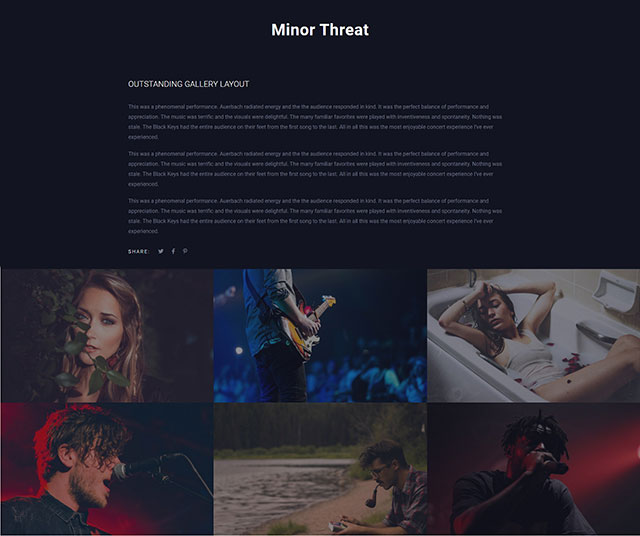 Minor Threat
OUTSTANDING GALLERY LAYOUT
This was a phenomenal performance. Auerbach radiated energy and the the audience responded in kind. It was the perfect balance of performance and
appreciation. The music was terrific and the visuals were delightful. The many familiar favorites were played with inventiveness and spontaneity. Nothing was
stale. The Black Keys had the entire audience on their feet from the first song to the last. All in all this was the most enjoyable concert experience I've ever
experienced.
This was a phenomenal performance. Auerbach radiated energy and the the audience responded in kind. It was the perfect balance of performance and
appreciation. The music was terrific and the visuals were delightful. The many familiar favorites were played with inventiveness and spontaneity. Nothing was
stale. The Black Keys had the entire audience on their feet from the first song to the last. All in all this was the most enjoyable concert experience I've ever
experienced.
This was a phenomenal performance. Auerbach radiated energy and the the audience responded in kind. It was the perfect balance of performance and
appreciation. The music was terrific and the visuals were delightful. The many familiar favorites were played with inventiveness and spontaneity. Nothing was
stale. The Black Keys had the entire audience on their feet from the first song to the last. All in all this was the most enjoyable concert experience I've ever
experienced.
SHARE: